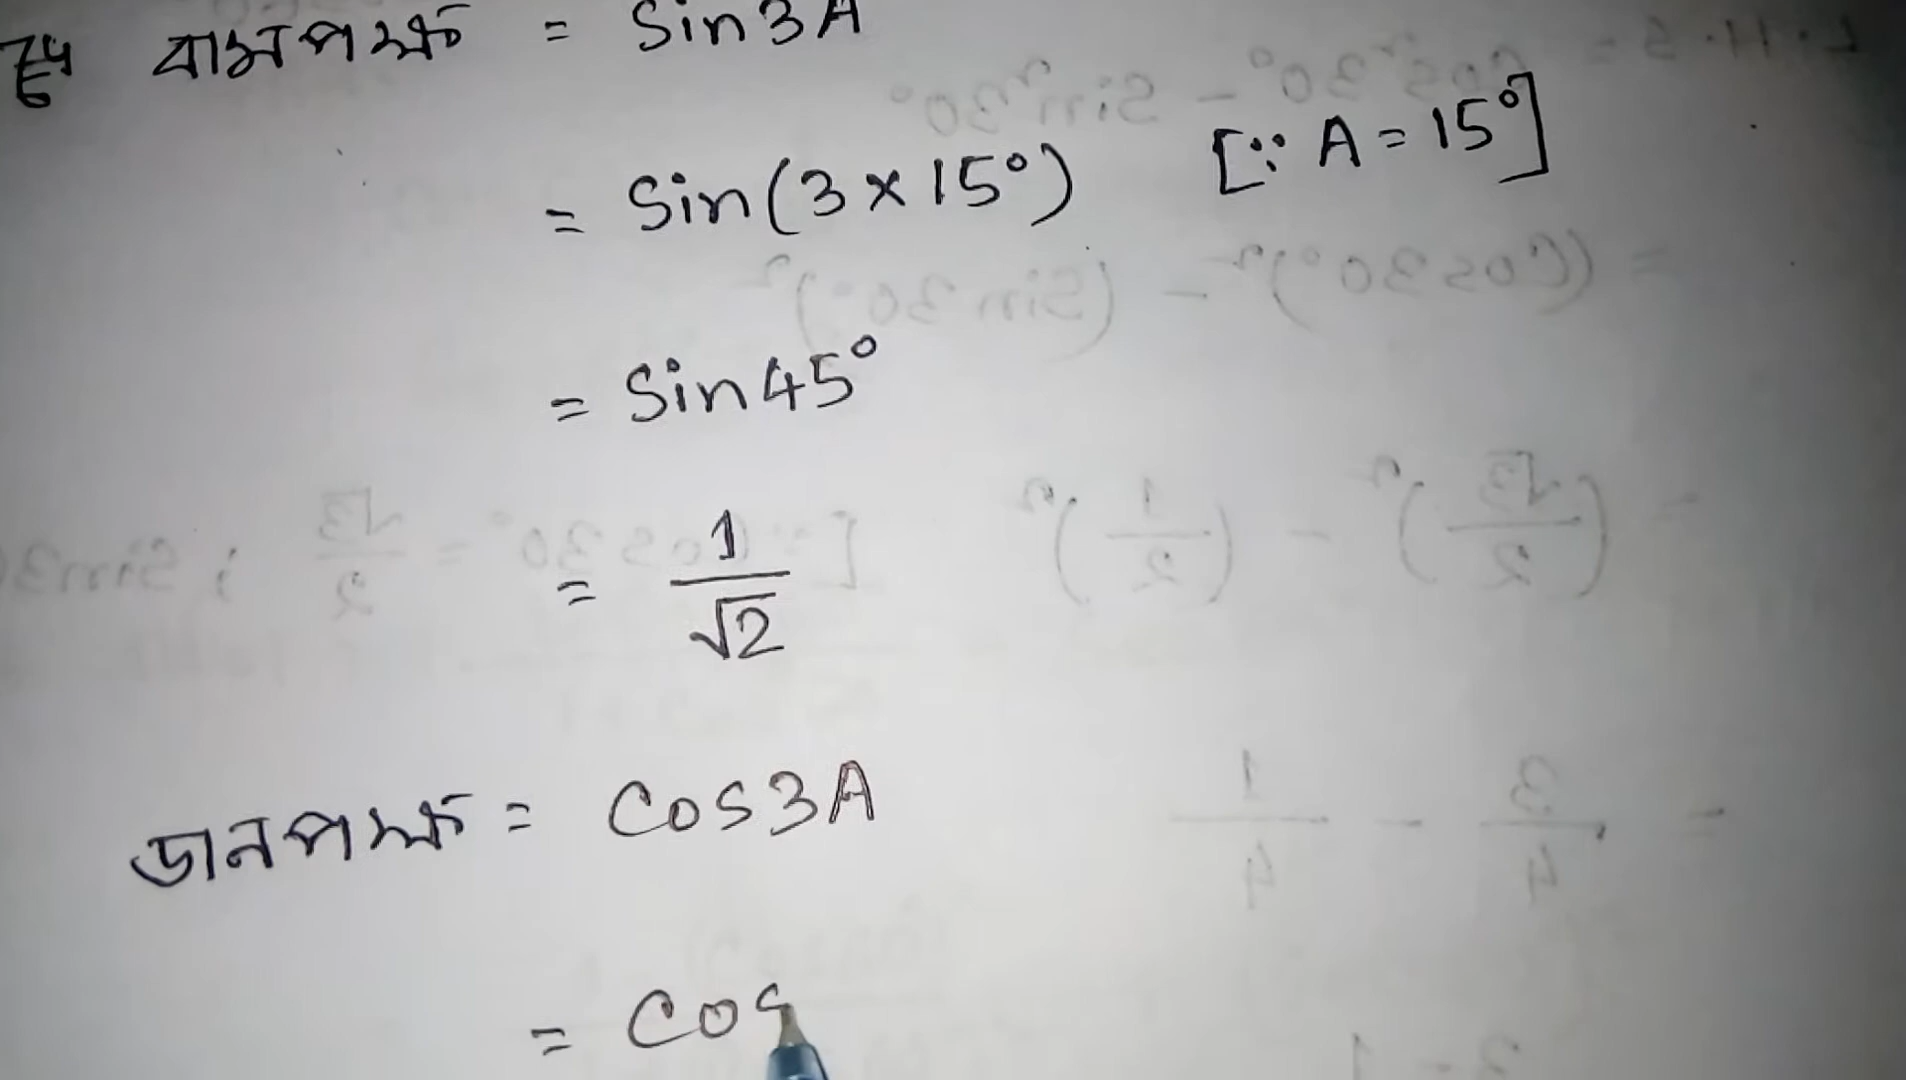 বামপক্ষ = Sin3A
= Sin(3×15°) [∵ A = 15°]
= Sin45°
= 1/√2
ডানপক্ষ = Cos3A
= Cos